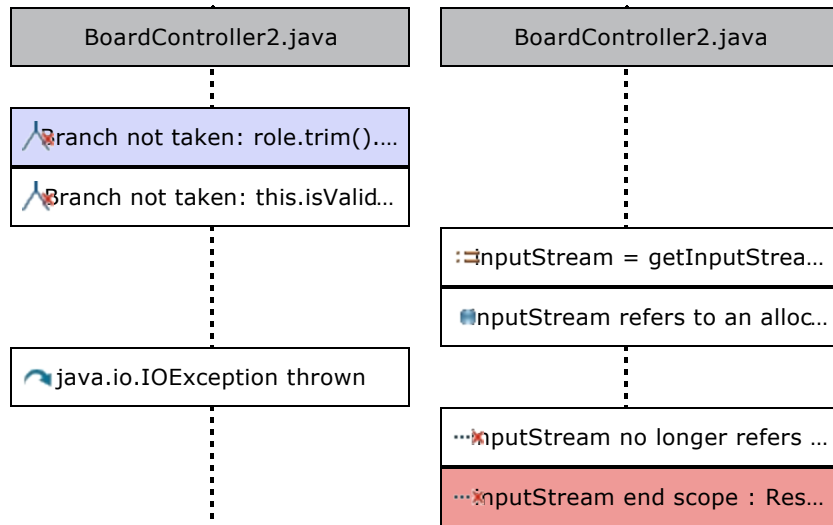 BoardController2.java
BoardController2.java
Branch not taken: role.trim()....
Branch not taken: this.isValid...
inputStream = getInputStrea...
inputStream refers to an alloc...
java.io.IOException thrown
inputStream no longer refers ...
inputStream end scope : Res...